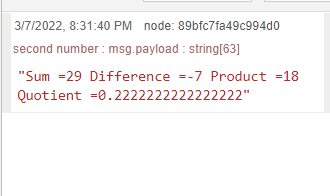 3/7/2022, 8:31:40 PM node: 89bfc7fa49c994d0
second number : msg.payload : string[63]
"Sum =29 Difference =-7 Product =18
Quotient =0.2222222222222222"